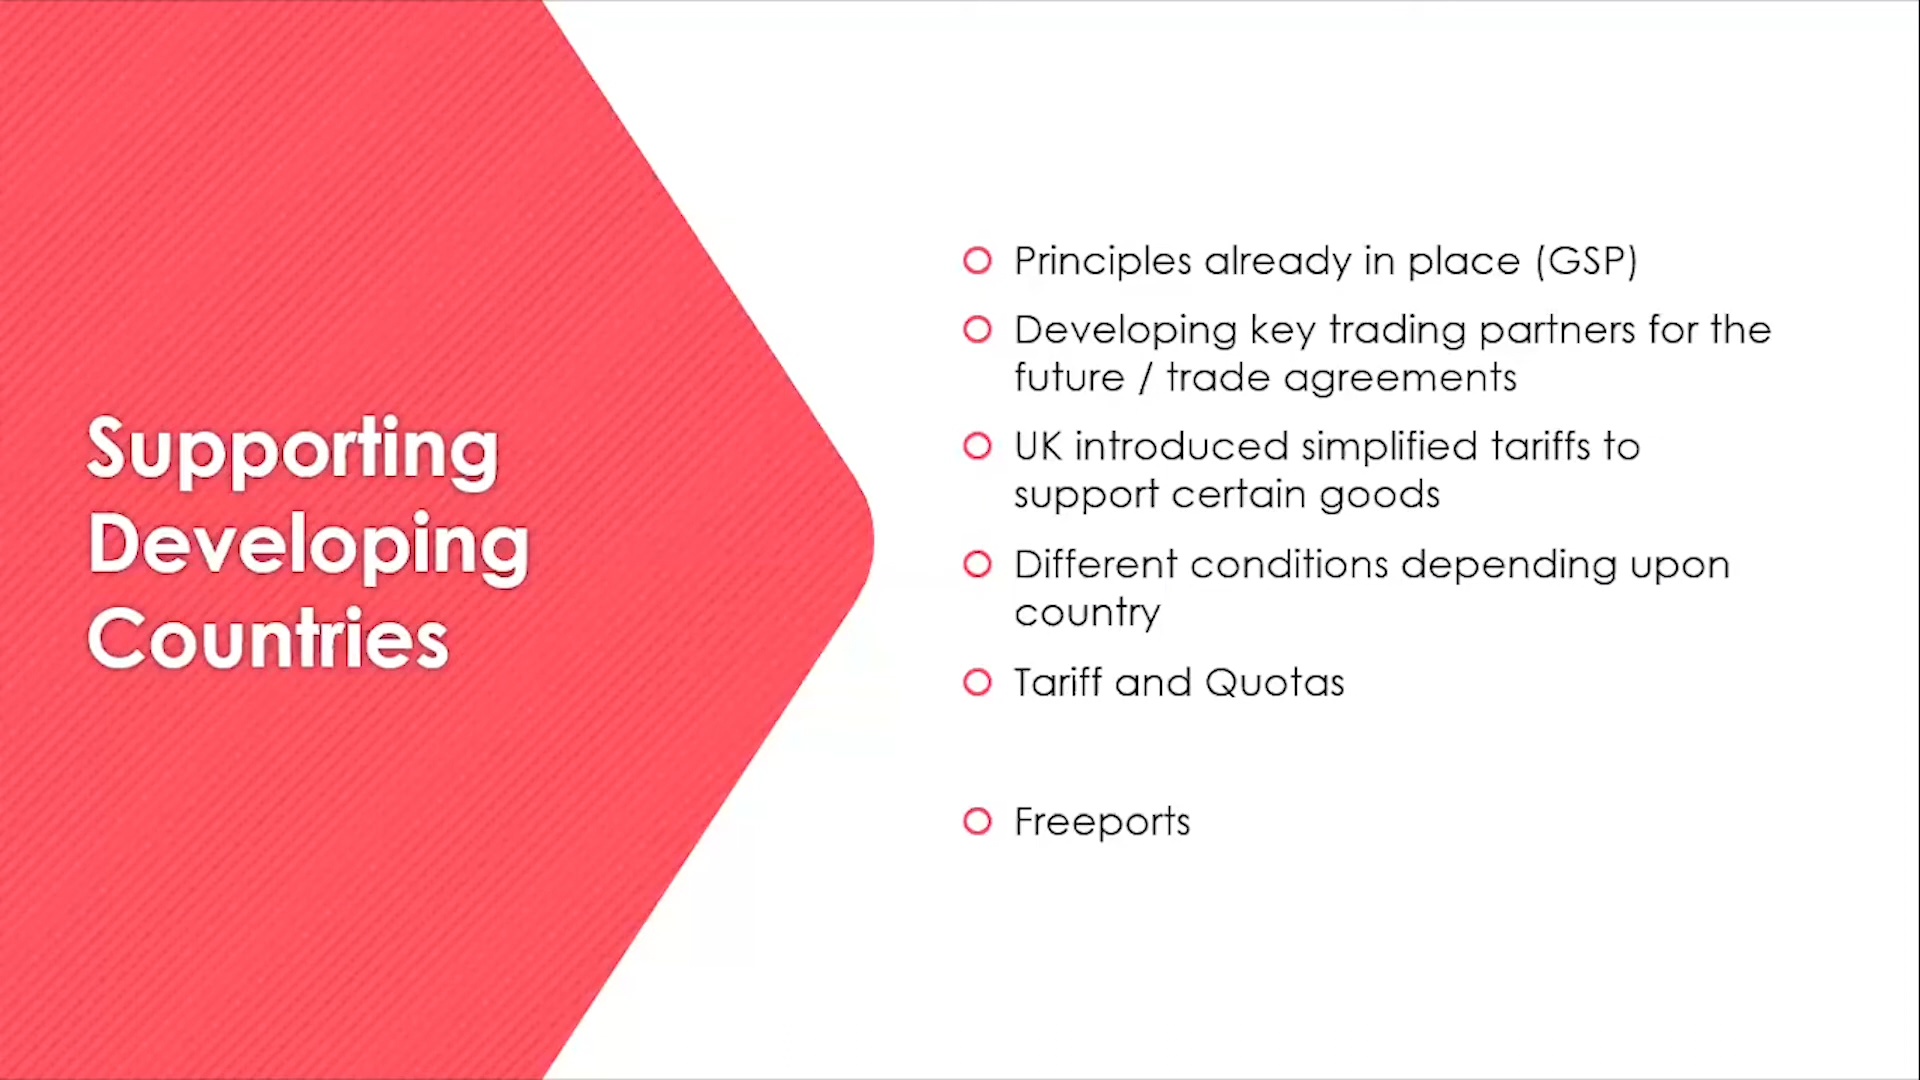 Supporting
Developing
Countries
Principles already in place (GSP)
Developing key trading partners for the
future / trade agreements
UK introduced simplified tariffs to
support certain goods
Different conditions depending upon
country
Tariff and Quotas
Freeports